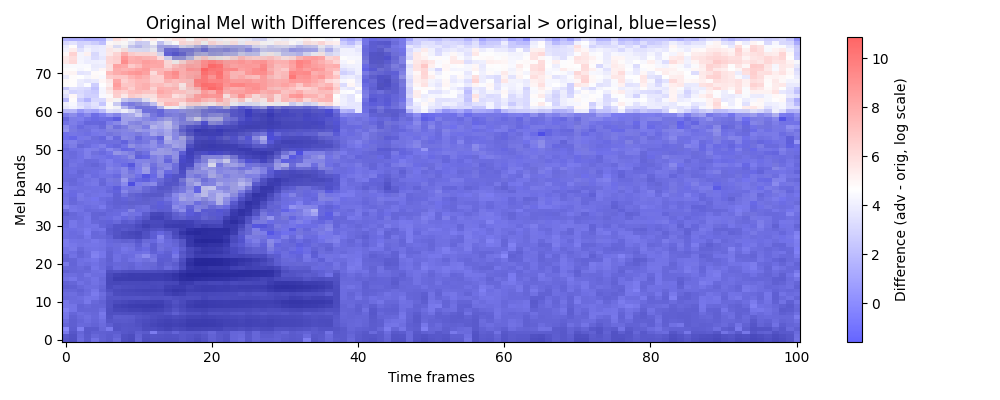 Original Mel with Differences (red=adversarial > original, blue=less)
Mel bands
70
60
50
40
30
20
10
0
0 20 40 60 80 100
Time frames
10
8
6
4
2
0
Difference (adv - orig, log scale)